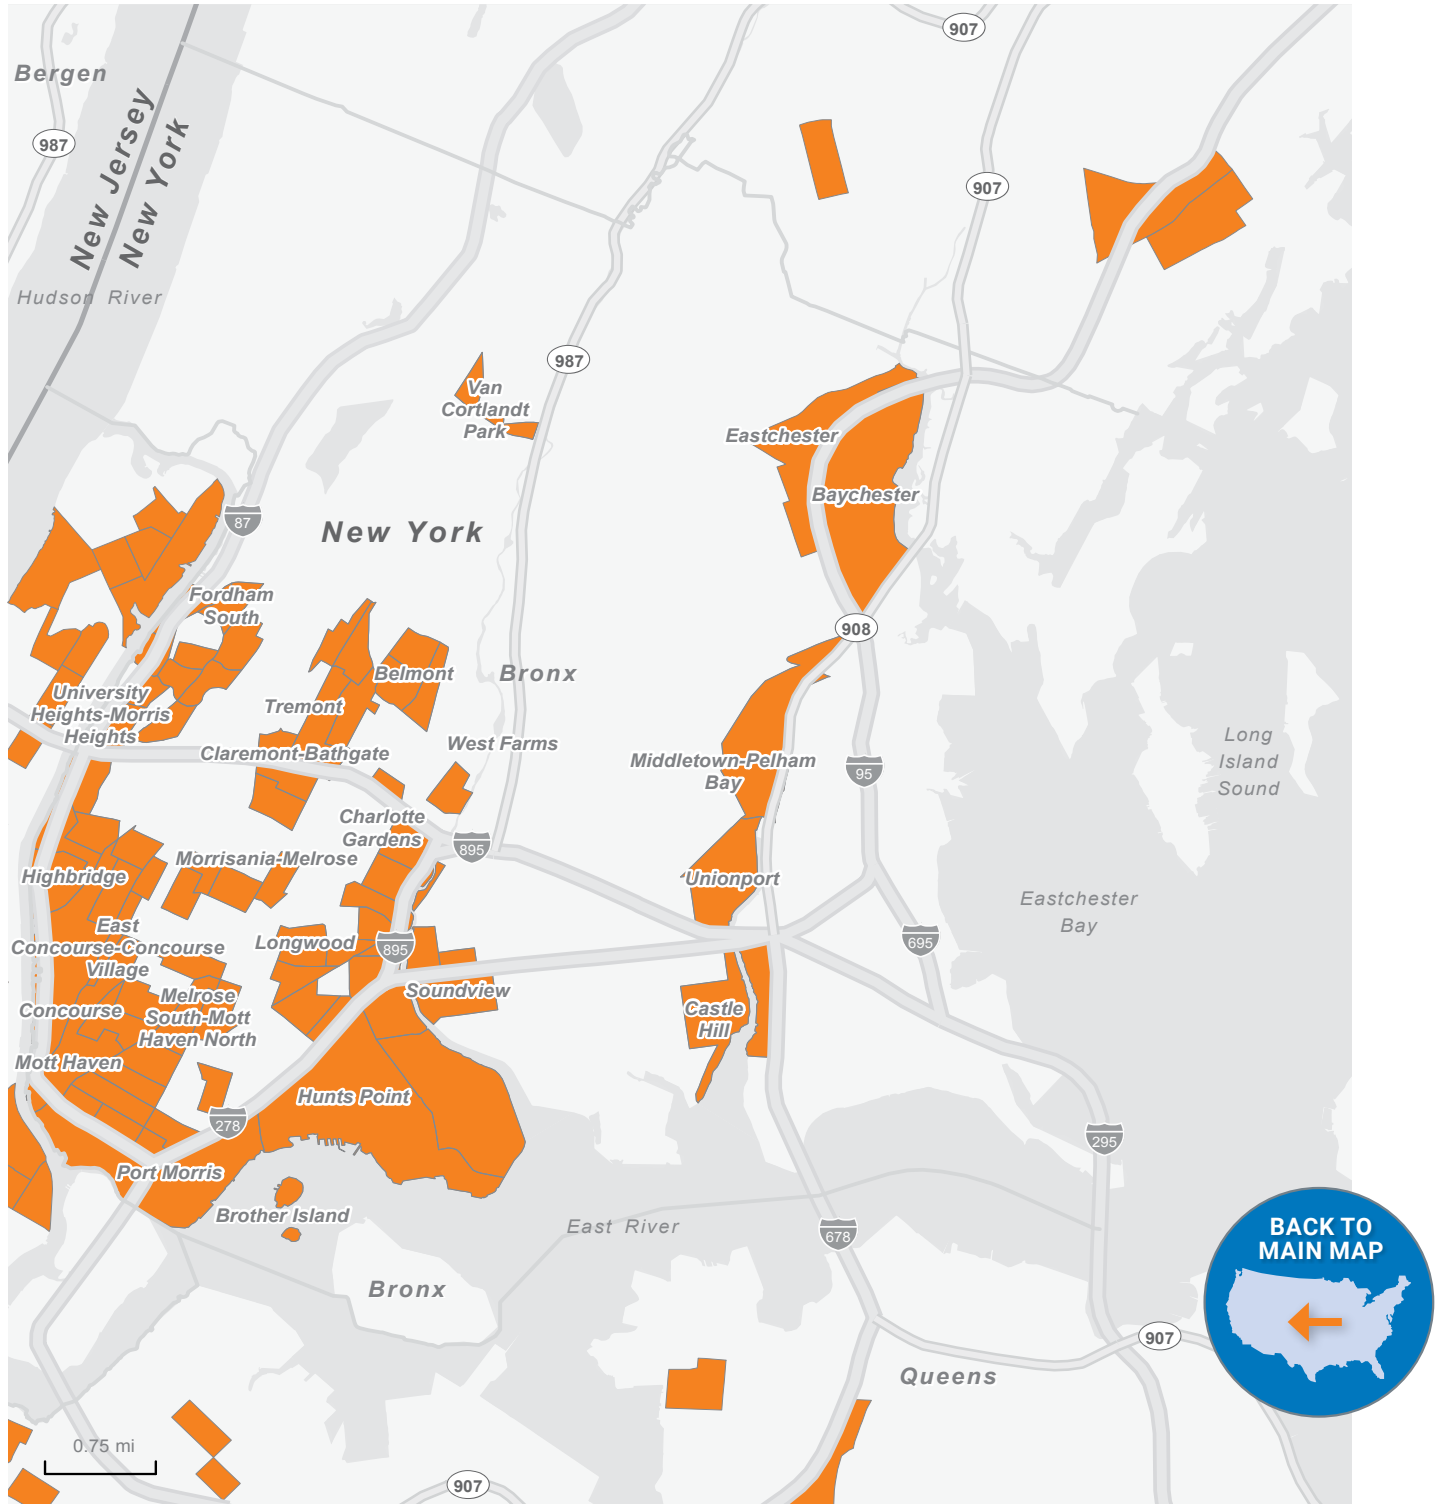 907
Bergen
987
New Jersey
New York
907
Hudson River
987
Van
Cortlandt
Park
Eastchester
Baychester
87
New York
Fordham
South
908
Belmont
Bronx
University
Heights-Morris
Heights
Tremont
West Farms
Claremont-Bathgate
Middletown-Pelham
Bay
95
Long
Island
Sound
Charlotte
Gardens
895
Morrisania-Melrose
Highbridge
Unionport
Eastchester
Bay
East
Concourse-Concourse
Village
Longwood
895
695
Soundview
Melrose
South-Mott
Haven North
Concourse
Castle
Hill
Mott Haven
Hunts Point
278
295
Port Morris
Brother Island
East River
678
BACK TO
MAIN MAP
Bronx
907
Queens
0.75 mi
907